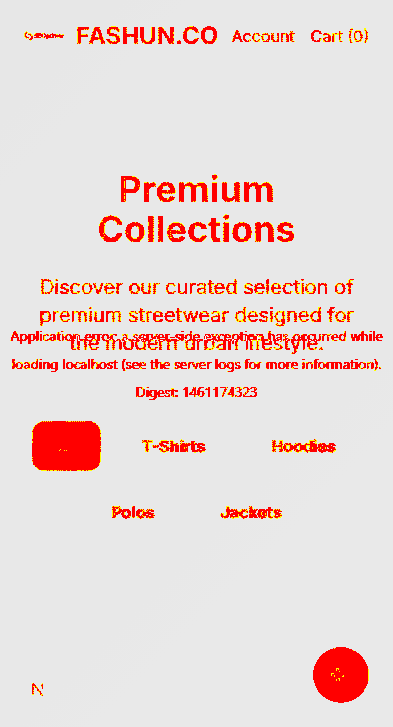 FASHUN.CO Account Cart (0)
Premium
Collections
Discover our curated selection of
premium streetwear designed for
Application error: a server-side exception has occurred while
the modern urban lifestyle.
loading localhost (see the server logs for more information).
Digest: 1461174323
T-Shirts Hoodies
Polos Jackets
N